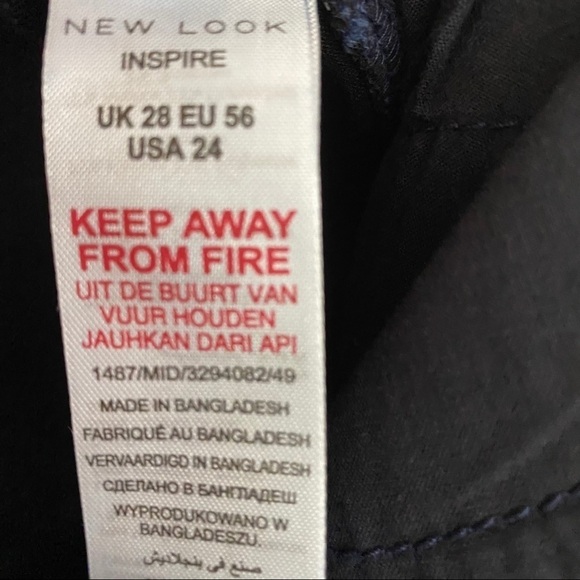 NEW LOOK
INSPIRE
UK 28 EU 56
USA 24
KEEP AWAY
FROM FIRE
UIT DE BUURT VAN
VUUR HOUDEN
JAUHKAN DARI API
1487/MID/3294082/49
MADE IN BANGLADESH
FABRIQUÉ AU BANGLADESH
VERVAARDIGD IN BANGLADESH
СДЕЛАНО В БАНГЛАДЕШ
WYPRODUKOWANO W
BANGLADESZU.
صنع في بنجلاديش